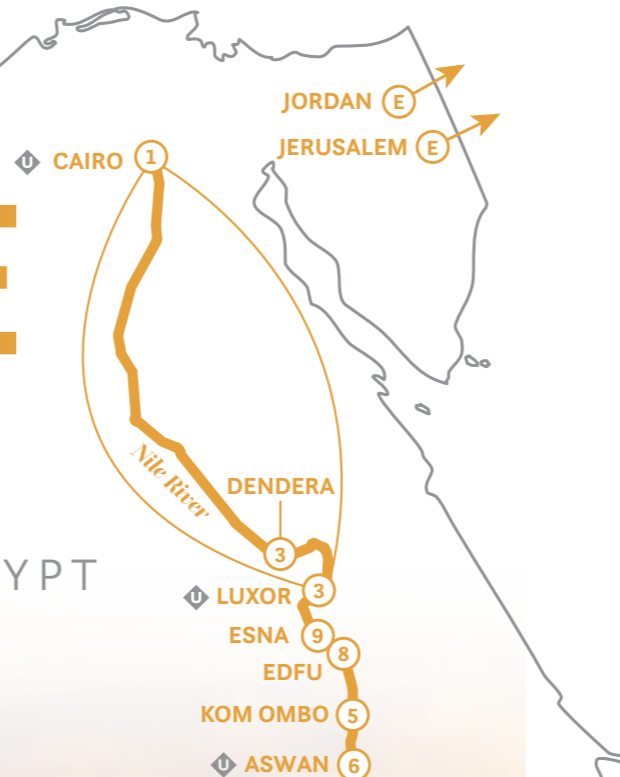 JORDAN E
JERUSALEM E
U CAIRO 1
E
Nile River
DENDERA
3
YPT
U LUXOR 3
ESNA 9
8
EDFU
KOM OMBO 5
U ASWAN 6